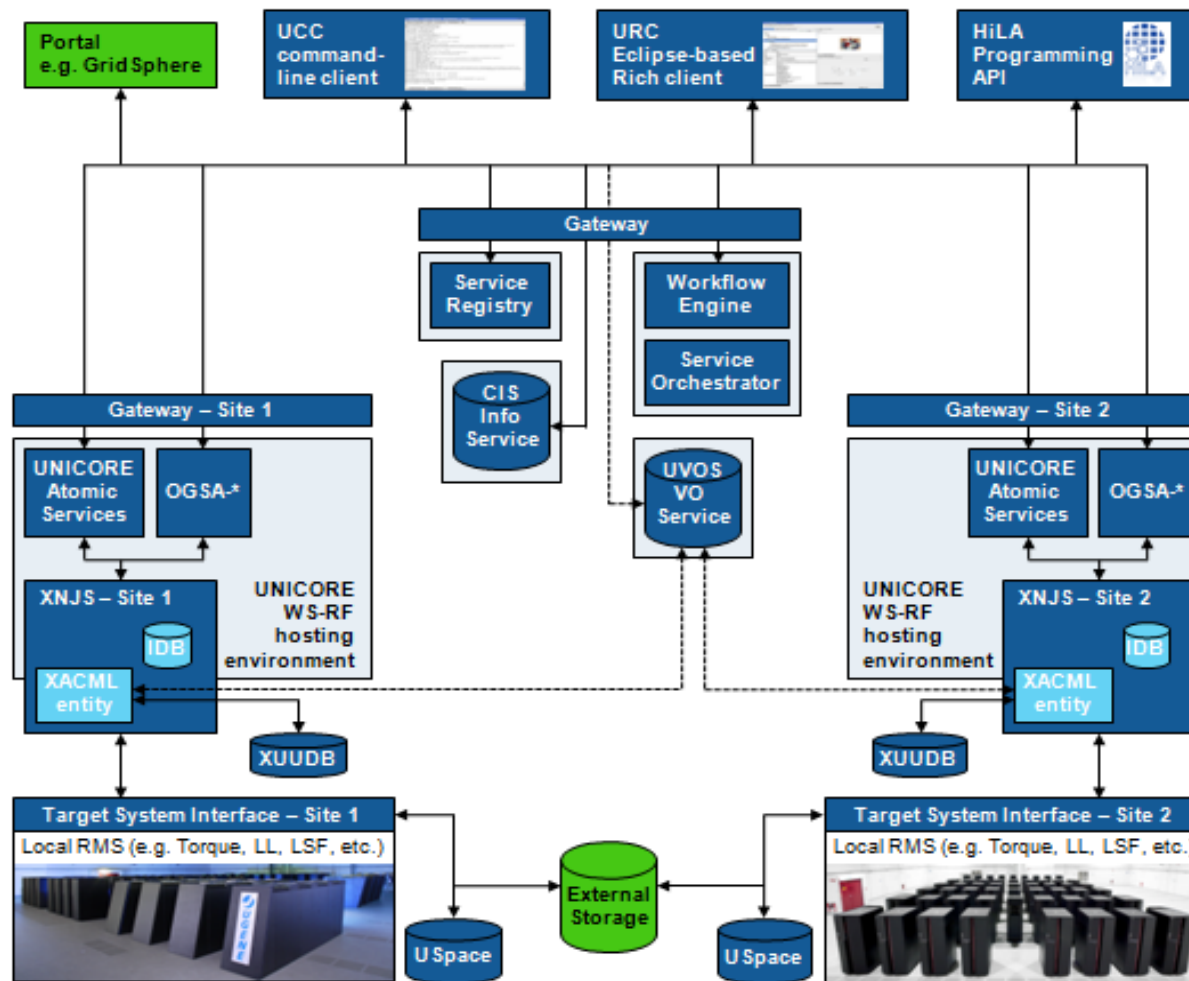 Portal
e.g. GridSphere
UCC
command-
line client
URC
Eclipse-based
Rich client
HiLA
Programming
API
Gateway
Service
Registry
Workflow
Engine
Service
Orchestrator
CIS
Info
Service
UVOS
VO
Service
Gateway – Site 1
UNICORE
Atomic
Services
OGSA-*
UNICORE
WS-RF
hosting
environment
XNJS – Site 1
IDB
XACML
entity
XUUDB
Gateway – Site 2
UNICORE
Atomic
Services
OGSA-*
UNICORE
WS-RF
hosting
environment
XNJS – Site 2
IDB
XACML
entity
XUUDB
Target System Interface – Site 1
Local RMS (e.g. Torque, LL, LSF, etc.)
USpace
External
Storage
Target System Interface – Site 2
Local RMS (e.g. Torque, LL, LSF, etc.
USpace